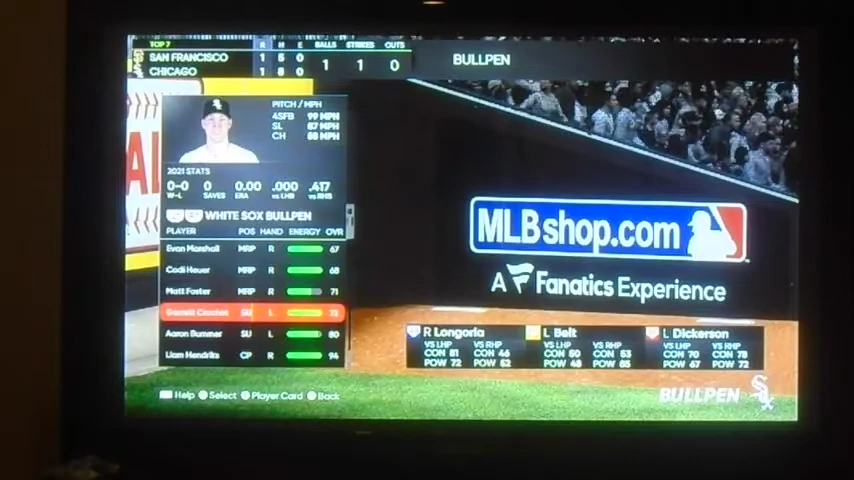 TOP 7 R H E BALLS STRIKES OUTS
SAN FRANCISCO 1 5 0 1 1 0
CHICAGO 1 8 0
BULLPEN
PITCH / MPH
4SFB 99 MPH
SL 87 MPH
CH 88 MPH
2021 STATS
0-0 0 0.00 .000 .417
W-L SAVES ERA vs LHB vs RHB
WHITE SOX BULLPEN
PLAYER POS HAND ENERGY OVR
Evan Marshall MRP R 67
Codi Heuer MRP R 68
Matt Foster MRP R 71
Garrett Crochet SU L 72
Aaron Bummer SU L 80
Liam Hendriks CP R 94
Help Select Player Card Back
MLBshop.com
A Fanatics Experience
R Longoria L Belt L Dickerson
VS LHP VS RHP VS LHP VS RHP VS LHP VS RHP
CON 81 CON 46 CON 50 CON 53 CON 70 CON 78
POW 72 POW 52 POW 48 POW 85 POW 67 POW 72
BULLPEN